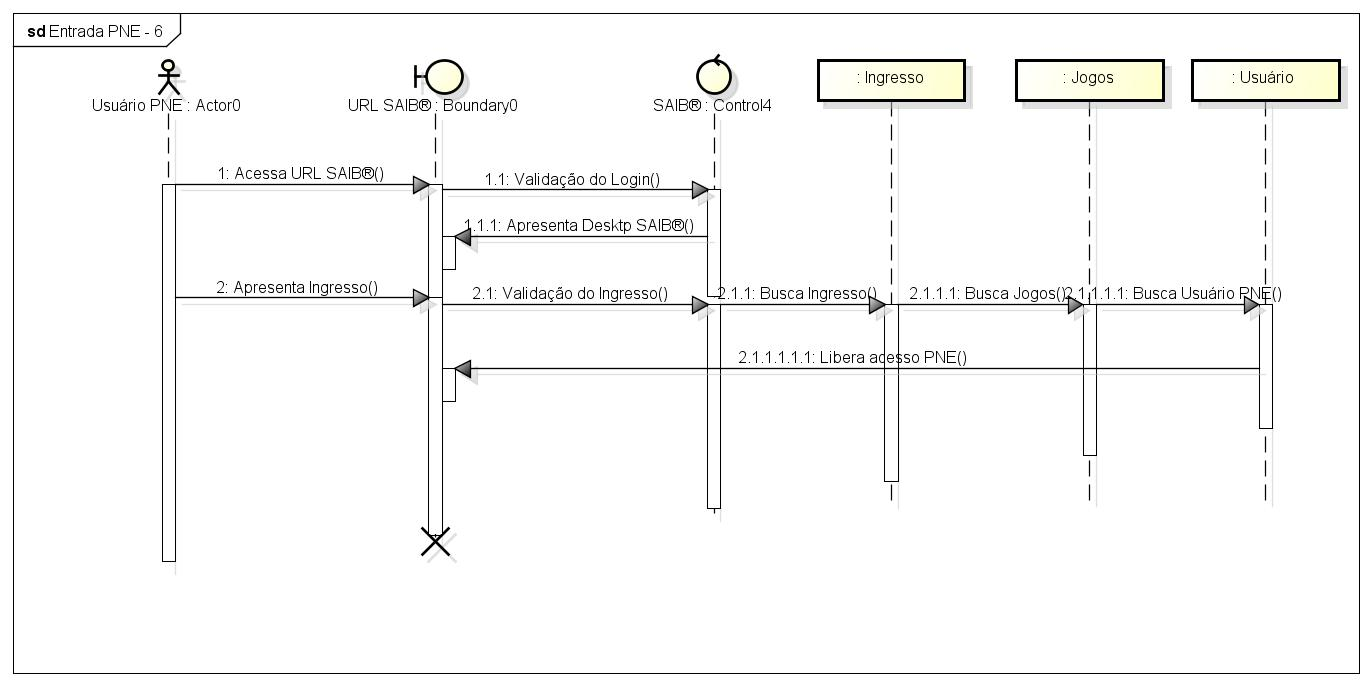 sd Entrada PNE - 6
Usuário PNE : Actor0
URL SAIB® : Boundary0
SAIB® : Control4
: Ingresso
: Jogos
: Usuário
1: Acessa URL SAIB®()
1.1: Validação do Login()
1.1.1: Apresenta Desktp SAIB®()
2: Apresenta Ingresso()
2.1: Validação do Ingresso()
2.1.1: Busca Ingresso()
2.1.1.1: Busca Jogos()
2.1.1.1.1: Busca Usuário PNE()
2.1.1.1.1.1: Libera acesso PNE()